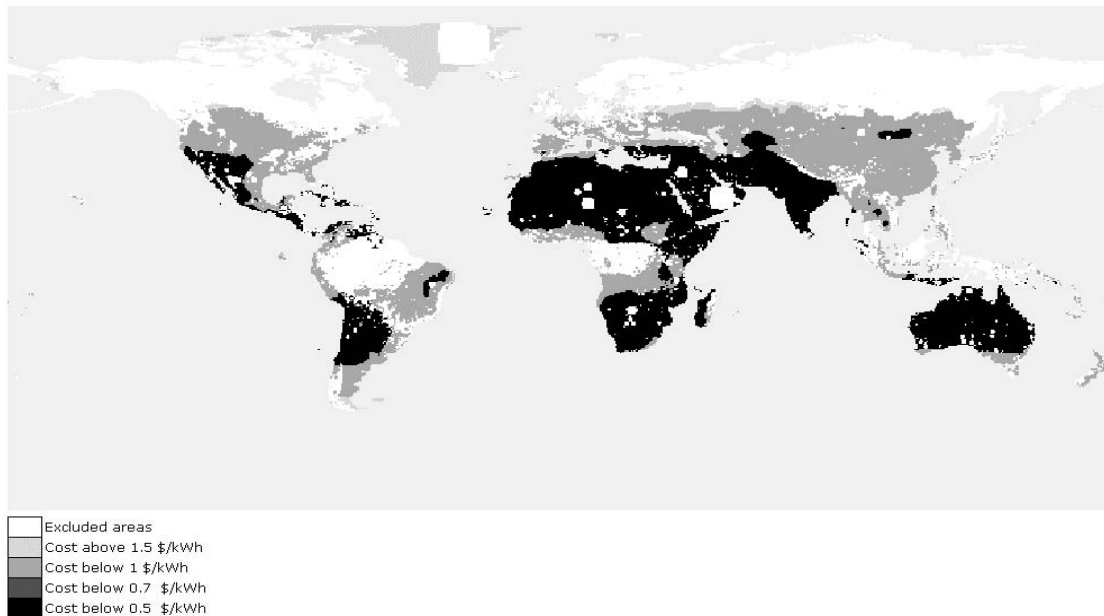 Excluded areas
Cost above 1.5 $/kWh
Cost below 1 $/kWh
Cost below 0.7  $/kWh
Cost below 0.5  $/kWh